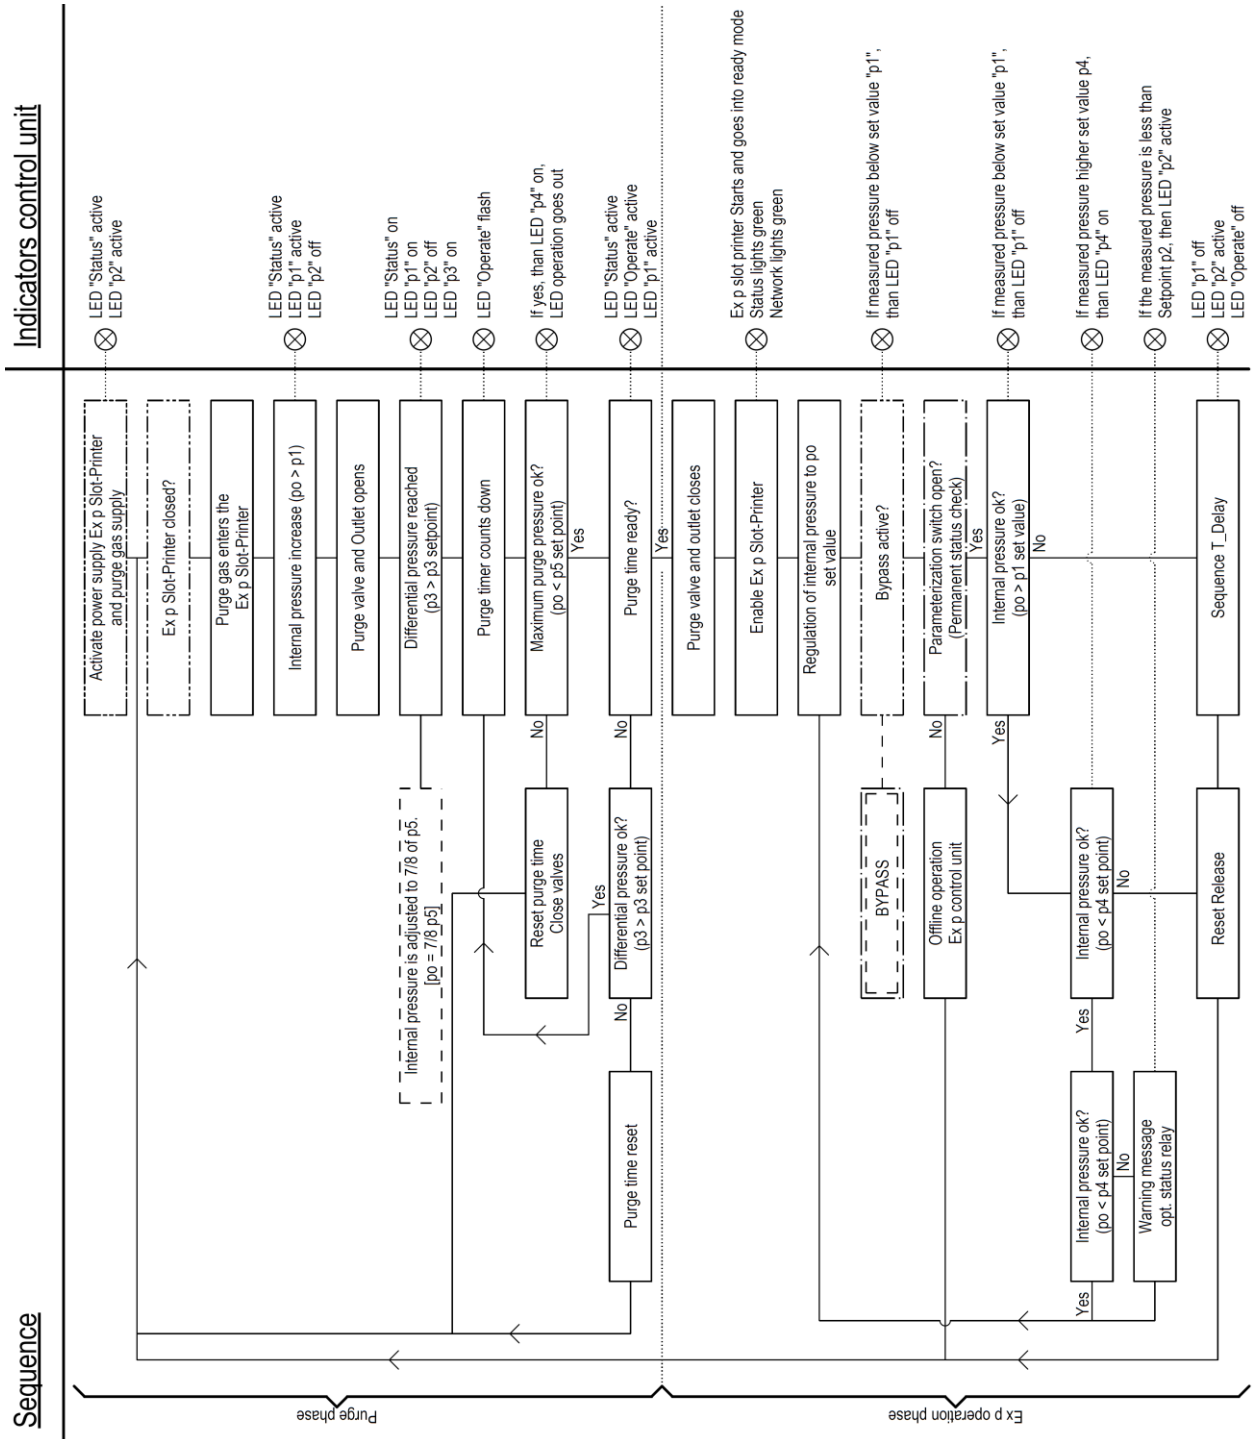 Sequence
Indicators control unit
Purge phase
Activate power supply Ex p Slot-Printer
and purge gas supply
LED "Status" active
LED "p2" active
Ex p Slot-Printer closed?
Purge gas enters the
Ex p Slot-Printer
Internal pressure increase (po > p1)
LED "Status" active
LED "p1" active
LED "p2" off
Purge valve and Outlet opens
Internal pressure is adjusted to 7/8 of p5.
[po = 7/8 p5]
Differential pressure reached
(p3 > p3 setpoint)
LED "Status" on
LED "p1" on
LED "p2" off
LED "p3" on
Purge timer counts down
LED "Operate" flash
Reset purge time
Close valves
No
Maximum purge pressure ok?
(po < p5 set point)
Yes
If yes, than LED "p4" on,
LED operation goes out
Purge time reset
No
Differential pressure ok?
(p3 > p3 set point)
Yes
No
Purge time ready?
Yes
LED "Status" active
LED "Operate" active
LED "p1" active
Ex p operation phase
Purge valve and outlet closes
Enable Ex p Slot-Printer
Ex p slot printer Starts and goes into ready mode
Status lights green
Network lights green
Regulation of internal pressure to po
set value
BYPASS
Bypass active?
If measured pressure below set value "p1",
than LED "p1" off
Offline operation
Ex p control unit
No
Parameterization switch open?
(Permanent status check)
Yes
Yes
Internal pressure ok?
(po > p1 set value)
No
If measured pressure below set value "p1",
than LED "p1" off
Yes
Internal pressure ok?
(po < p4 set point)
No
Yes
Internal pressure ok?
(po < p4 set point)
No
If measured pressure higher set value p4,
than LED "p4" on
Warning message
opt. status relay
If the measured pressure is less than
Setpoint p2, then LED "p2" active
Reset Release
Sequence T_Delay
LED "p1" off
LED "p2" active
LED "Operate" off